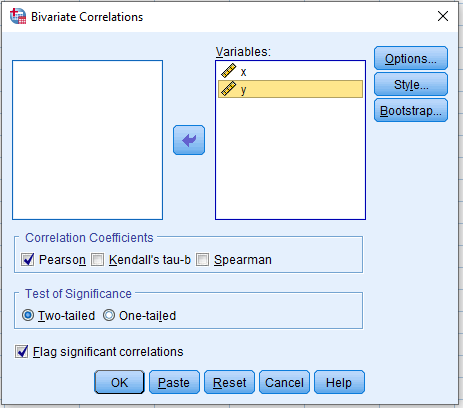 Bivariate Correlations
Variables:
x
y
Options...
Style...
Bootstrap...
Correlation Coefficients
Pearson Kendall's tau-b Spearman
Test of Significance
Two-tailed One-tailed
Flag significant correlations
OK Paste Reset Cancel Help